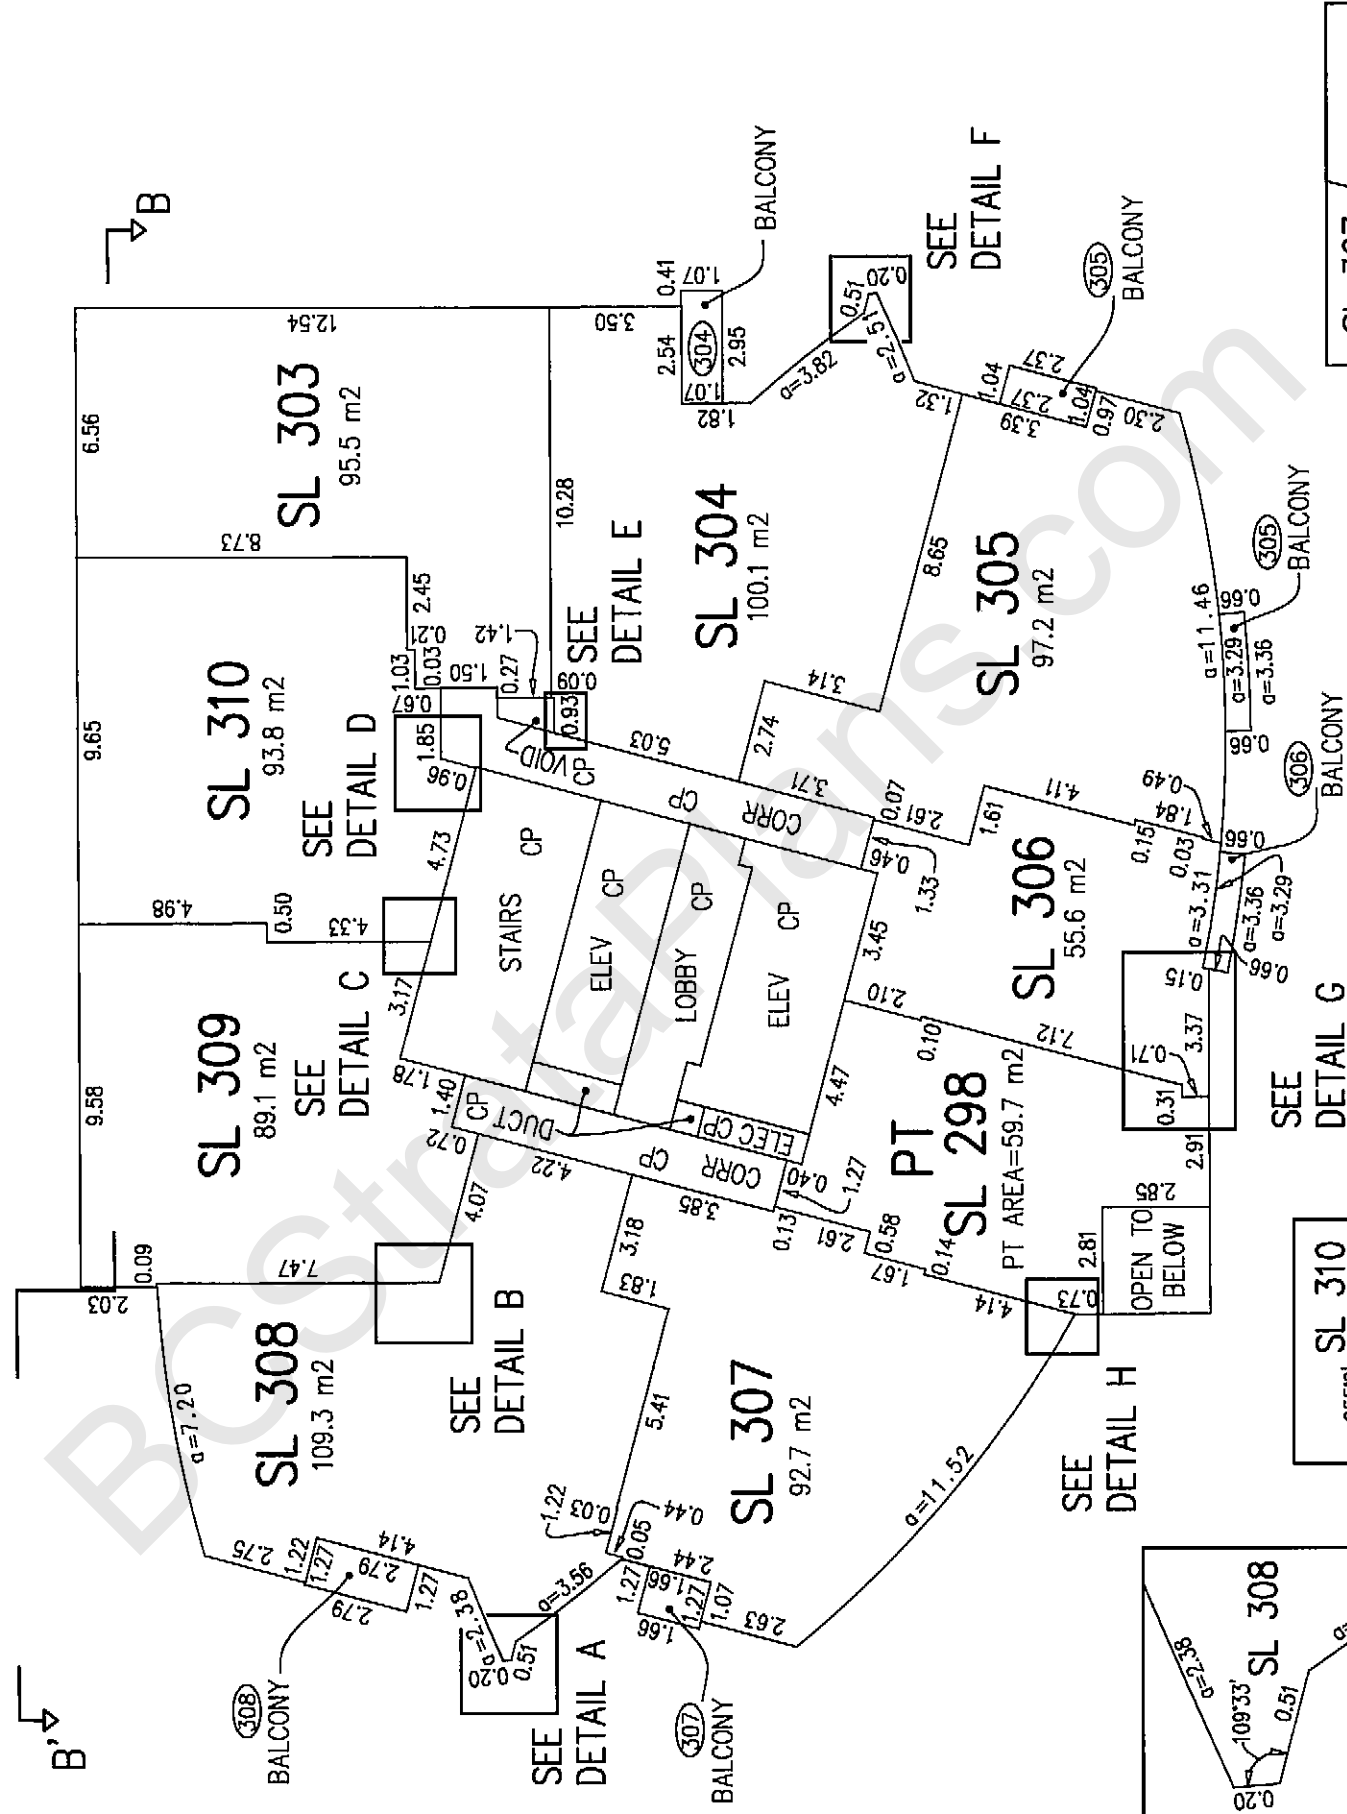 B'
B
2.03
9.58
9.65
6.56
0.09
a=7.20
7.47
4.98
0.50
4.33
8.73
2.45
0.21
1.03
0.03
12.54
SL 308
109.3 m2
SL 309
89.1 m2
SL 310
93.8 m2
SL 303
95.5 m2
2.75
1.22
1.27
2.79
2.79
4.14
1.27
308
BALCONY
SEE
DETAIL B
SEE
DETAIL C
SEE
DETAIL D
SEE
DETAIL E
4.07
0.72
1.40
1.78
3.17
4.73
0.96
1.85
0.67
1.50
0.27
1.42
0.09
0.93
10.28
3.50
0.41
2.54
1.07
304
1.07
2.95
BALCONY
1.82
a=3.82
0.51
0.20
a=2.51
SEE
DETAIL F
CP
VOID
CP
STAIRS
CP
DUCT
ELEV
CP
LOBBY
CP
ELEV
CP
ELEC CP
CORR
CP
CORR
CP
4.22
3.85
5.03
3.71
a=2.38
0.20
0.51
a=3.56
SEE
DETAIL A
1.22
0.03
0.05
0.44
5.41
1.83
3.18
1.27
2.44
1.66
1.66
1.27
1.07
2.63
307
BALCONY
SL 307
92.7 m2
a=11.52
SL 304
100.1 m2
2.74
3.14
8.65
1.32
1.04
2.37
2.37
1.04
3.39
0.97
2.30
305
BALCONY
SL 305
97.2 m2
a=11.46
0.66
a=3.29
a=3.36
0.66
305
BALCONY
0.07
2.61
1.61
4.11
0.15
1.84
0.03
0.49
0.46
1.33
3.45
4.47
SL 306
55.6 m2
2.10
0.10
7.12
a=3.31
0.66
a=3.36
a=3.29
0.66
306
BALCONY
0.15
3.37
0.71
0.31
2.91
SEE
DETAIL G
PT
SL 298
PT AREA=59.7 m2
0.40
1.27
0.13
2.61
0.58
1.67
0.14
4.14
0.73
2.81
2.85
OPEN TO
BELOW
SEE
DETAIL H
SL 308
a=2.38
109°33'
0.20
0.51
SL 310
BCStrataPlans.com